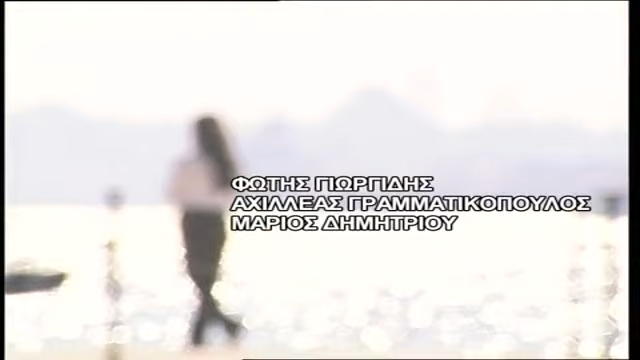 ΦΩΤΗΣ ΓΙΩΡΓΙΔΗΣ
ΑΧΙΛΛΕΑΣ ΓΡΑΜΜΑΤΙΚΟΠΟΥΛΟΣ
ΜΑΡΙΟΣ ΔΗΜΗΤΡΙΟΥ